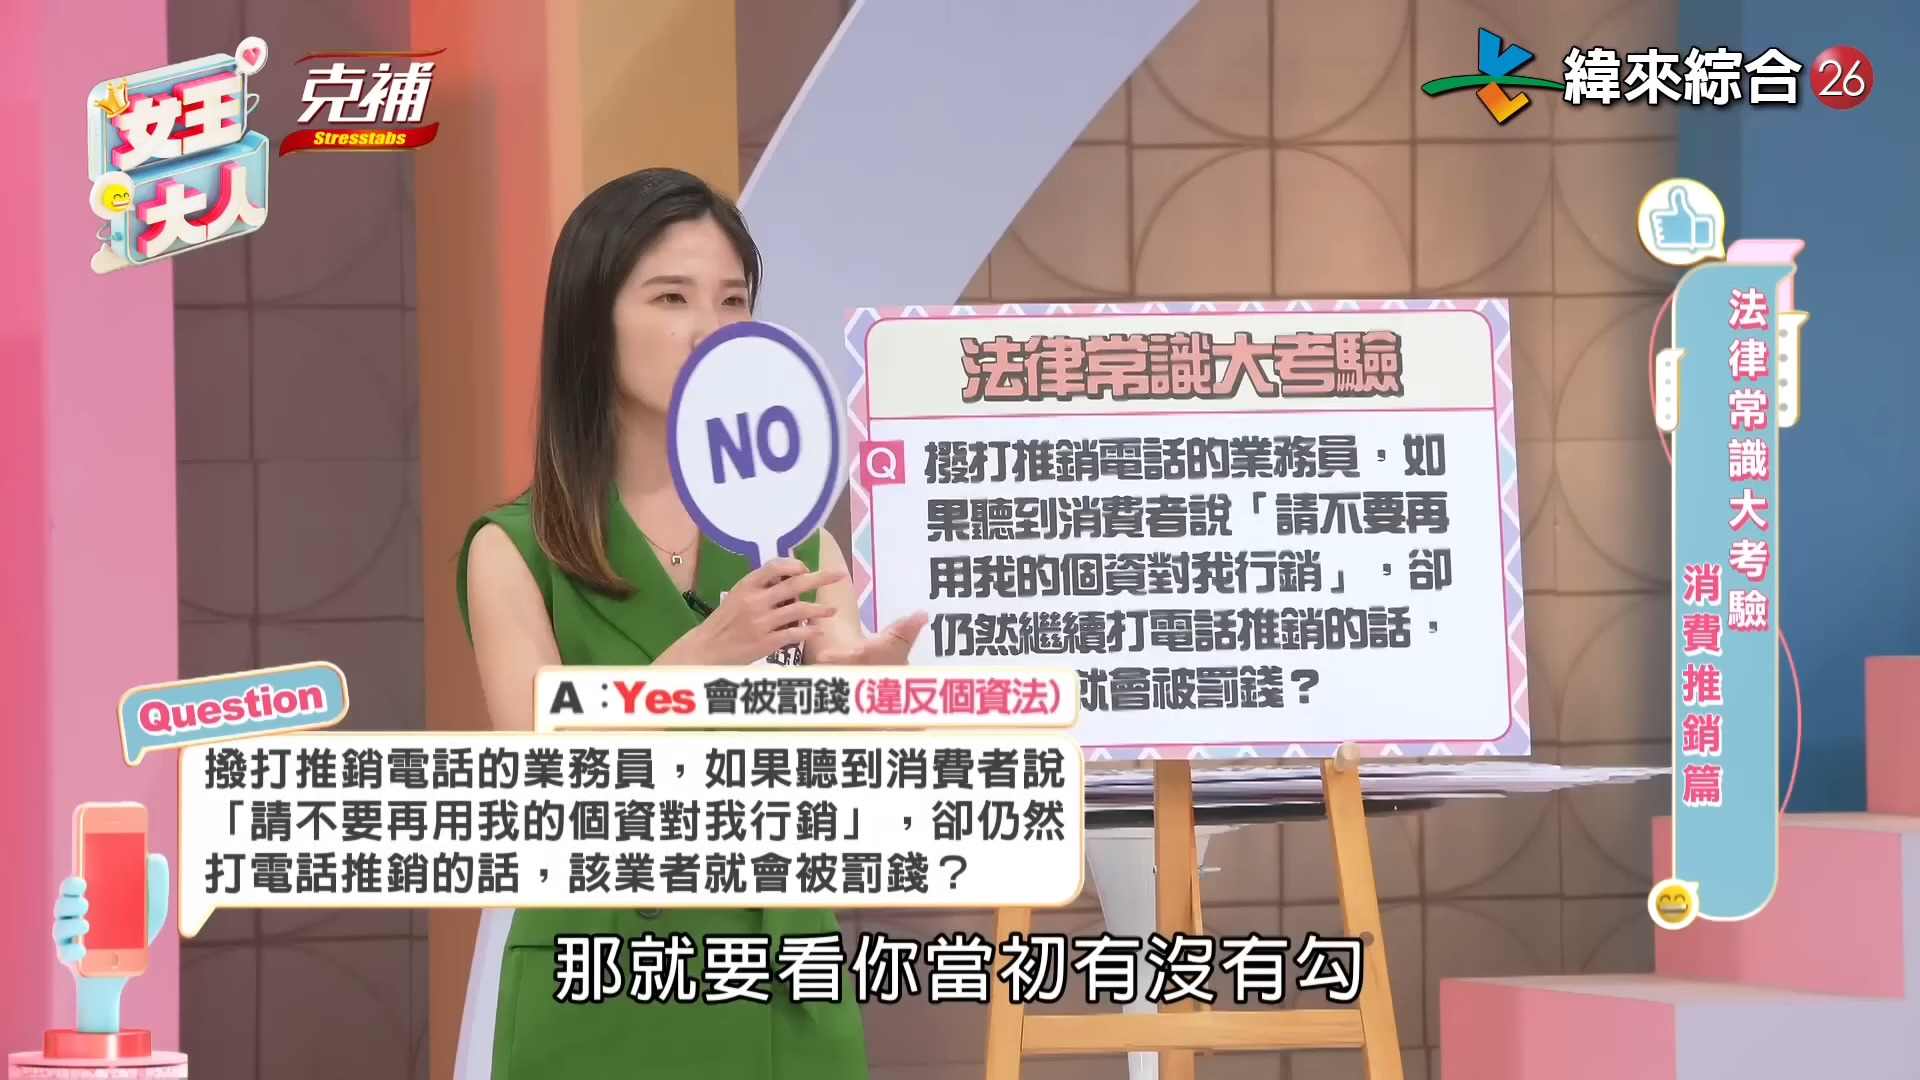 女王
大人
克補
Stresstabs
緯來綜合 26
法律常識大考驗
消費推銷篇
法律常識大考驗
Q 撥打推銷電話的業務員，如
果聽到消費者說「請不要再
用我的個資對我行銷」，卻
仍然繼續打電話推銷的話，
就會被罰錢？
NO
Question
A：Yes 會被罰錢(違反個資法)
撥打推銷電話的業務員，如果聽到消費者說
「請不要再用我的個資對我行銷」，卻仍然
打電話推銷的話，該業者就會被罰錢？
那就要看你當初有沒有勾